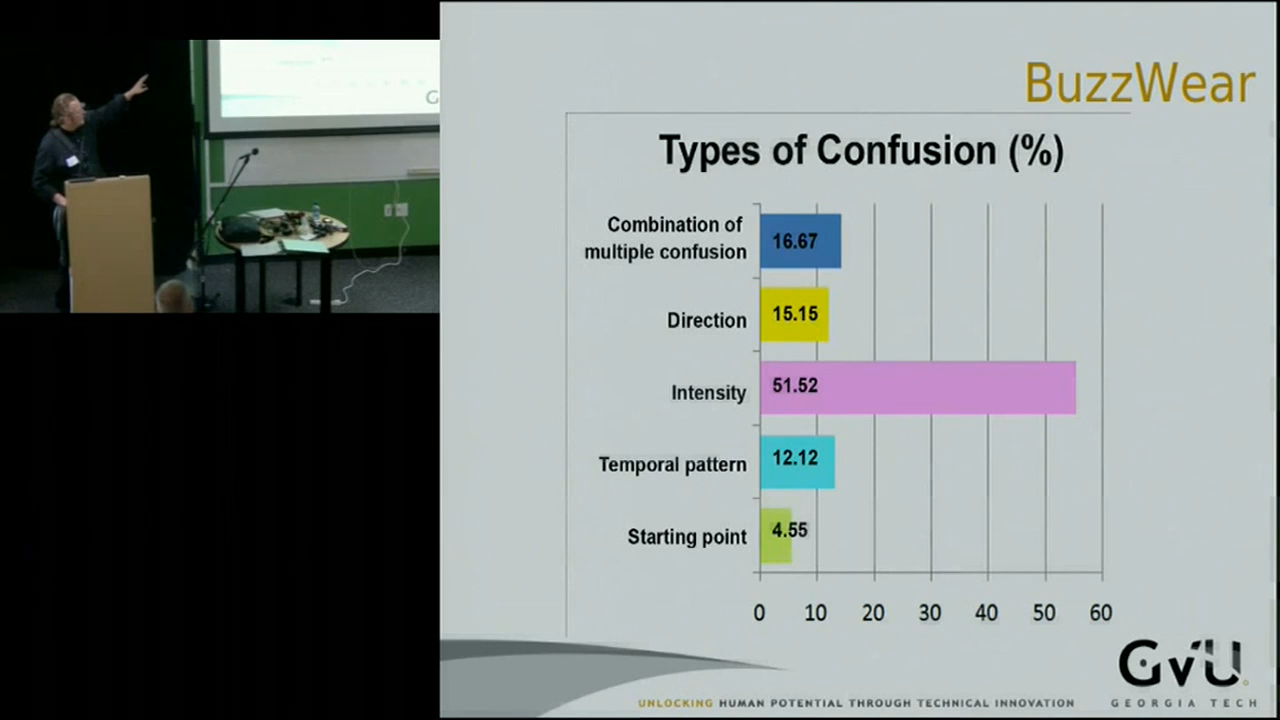 BuzzWear
Types of Confusion (%)
Combination of
multiple confusion
16.67
Direction
15.15
Intensity
51.52
Temporal pattern
12.12
Starting point
4.55
0 10 20 30 40 50 60
GVU
GEORGIA TECH
UNLOCKING HUMAN POTENTIAL THROUGH TECHNICAL INNOVATION
G